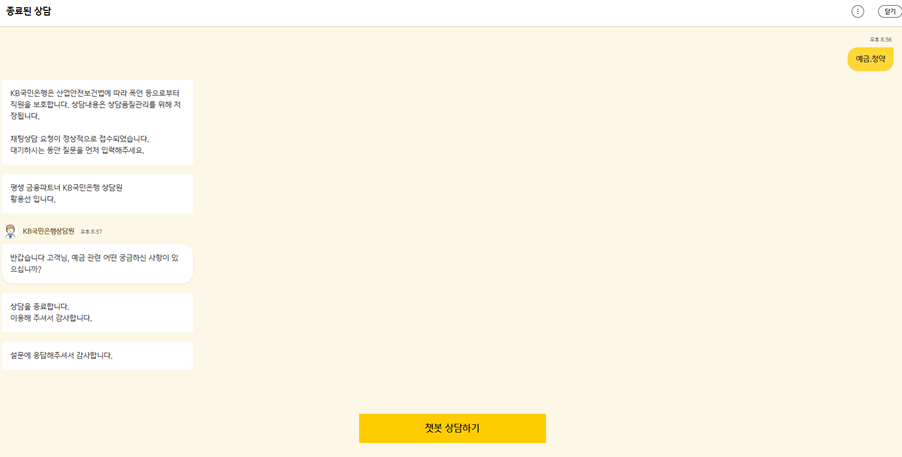 종료된 상담
닫기
오후 8:56
예금.청약
KB국민은행은 산업안전보건법에 따라 폭언 등으로부터
직원을 보호합니다. 상담내용은 상담품질관리를 위해 저
장됩니다.
채팅상담 요청이 정상적으로 접수되었습니다.
대기하시는 동안 질문을 먼저 입력해주세요.
평생 금융파트너 KB국민은행 상담원
황용선 입니다.
KB국민은행상담원 오후 8:57
반갑습니다 고객님, 예금 관련 어떤 궁금하신 사항이 있
으십니까?
상담을 종료합니다.
이용해 주셔서 감사합니다.
설문에 응답해주셔서 감사합니다.
챗봇 상담하기